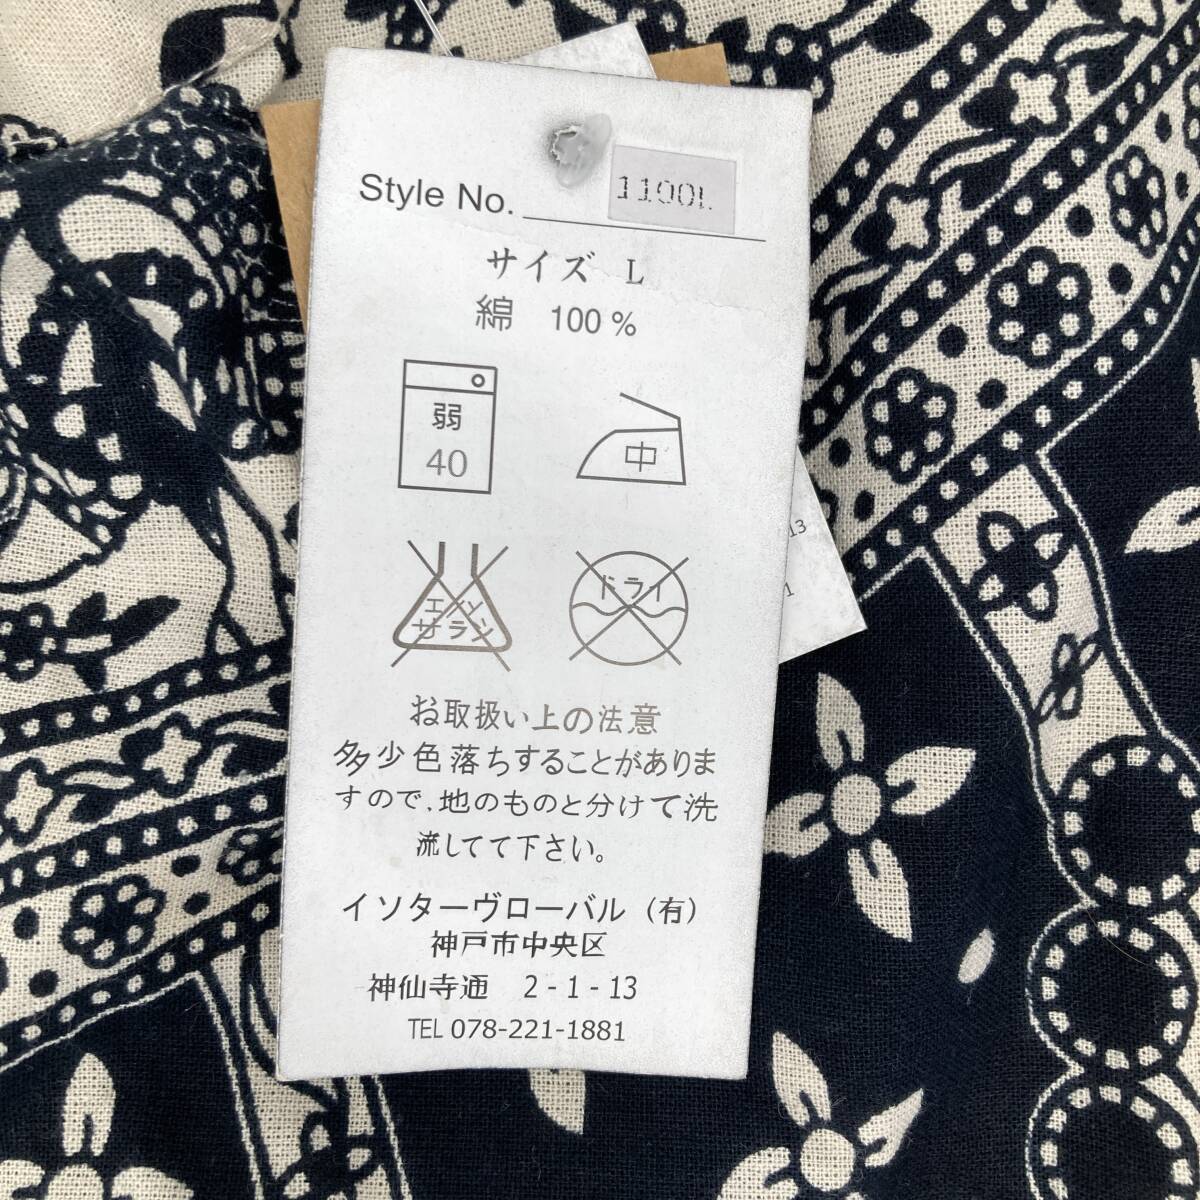 Style No. 1100L
サイズ L
綿 100 %
弱
40
中
エンソ
サラシ
ドライ
お取扱い上の法意
多少色落ちすることがありま
すので、地のものと分けて洗
流してて下さい。
イソターヴローバル（有）
神戸市中央区
神仙寺通 2 - 1 - 13
TEL 078-221-1881
13
1